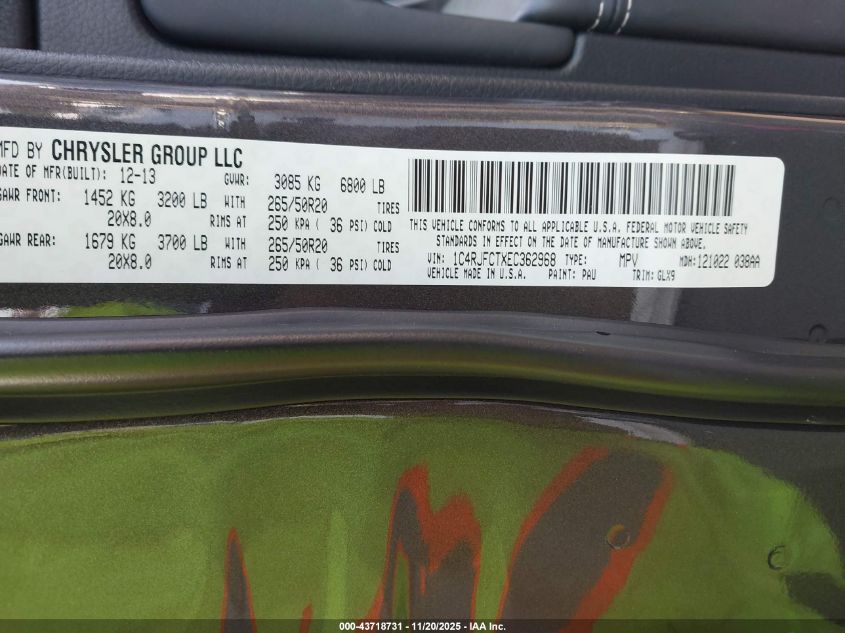 MFD BY CHRYSLER GROUP LLC
DATE OF MFR(BUILT): 12-13 GVWR: 3085 KG 6800 LB
GAWR FRONT: 1452 KG 3200 LB WITH 265/50R20 TIRES
20X8.0 RIMS AT 250 KPA ( 36 PSI) COLD
GAWR REAR: 1679 KG 3700 LB WITH 265/50R20 TIRES
20X8.0 RIMS AT 250 KPA ( 36 PSI) COLD
THIS VEHICLE CONFORMS TO ALL APPLICABLE U.S.A. FEDERAL MOTOR VEHICLE SAFETY
STANDARDS IN EFFECT ON THE DATE OF MANUFACTURE SHOWN ABOVE.
VIN: 1C4RJFCTXEC362968 TYPE: MPV MDH: 121022 038AA
VEHICLE MADE IN U.S.A. PAINT: PAU TRIM: GLX9
000-43718731 - 11/20/2025 - IAA Inc.